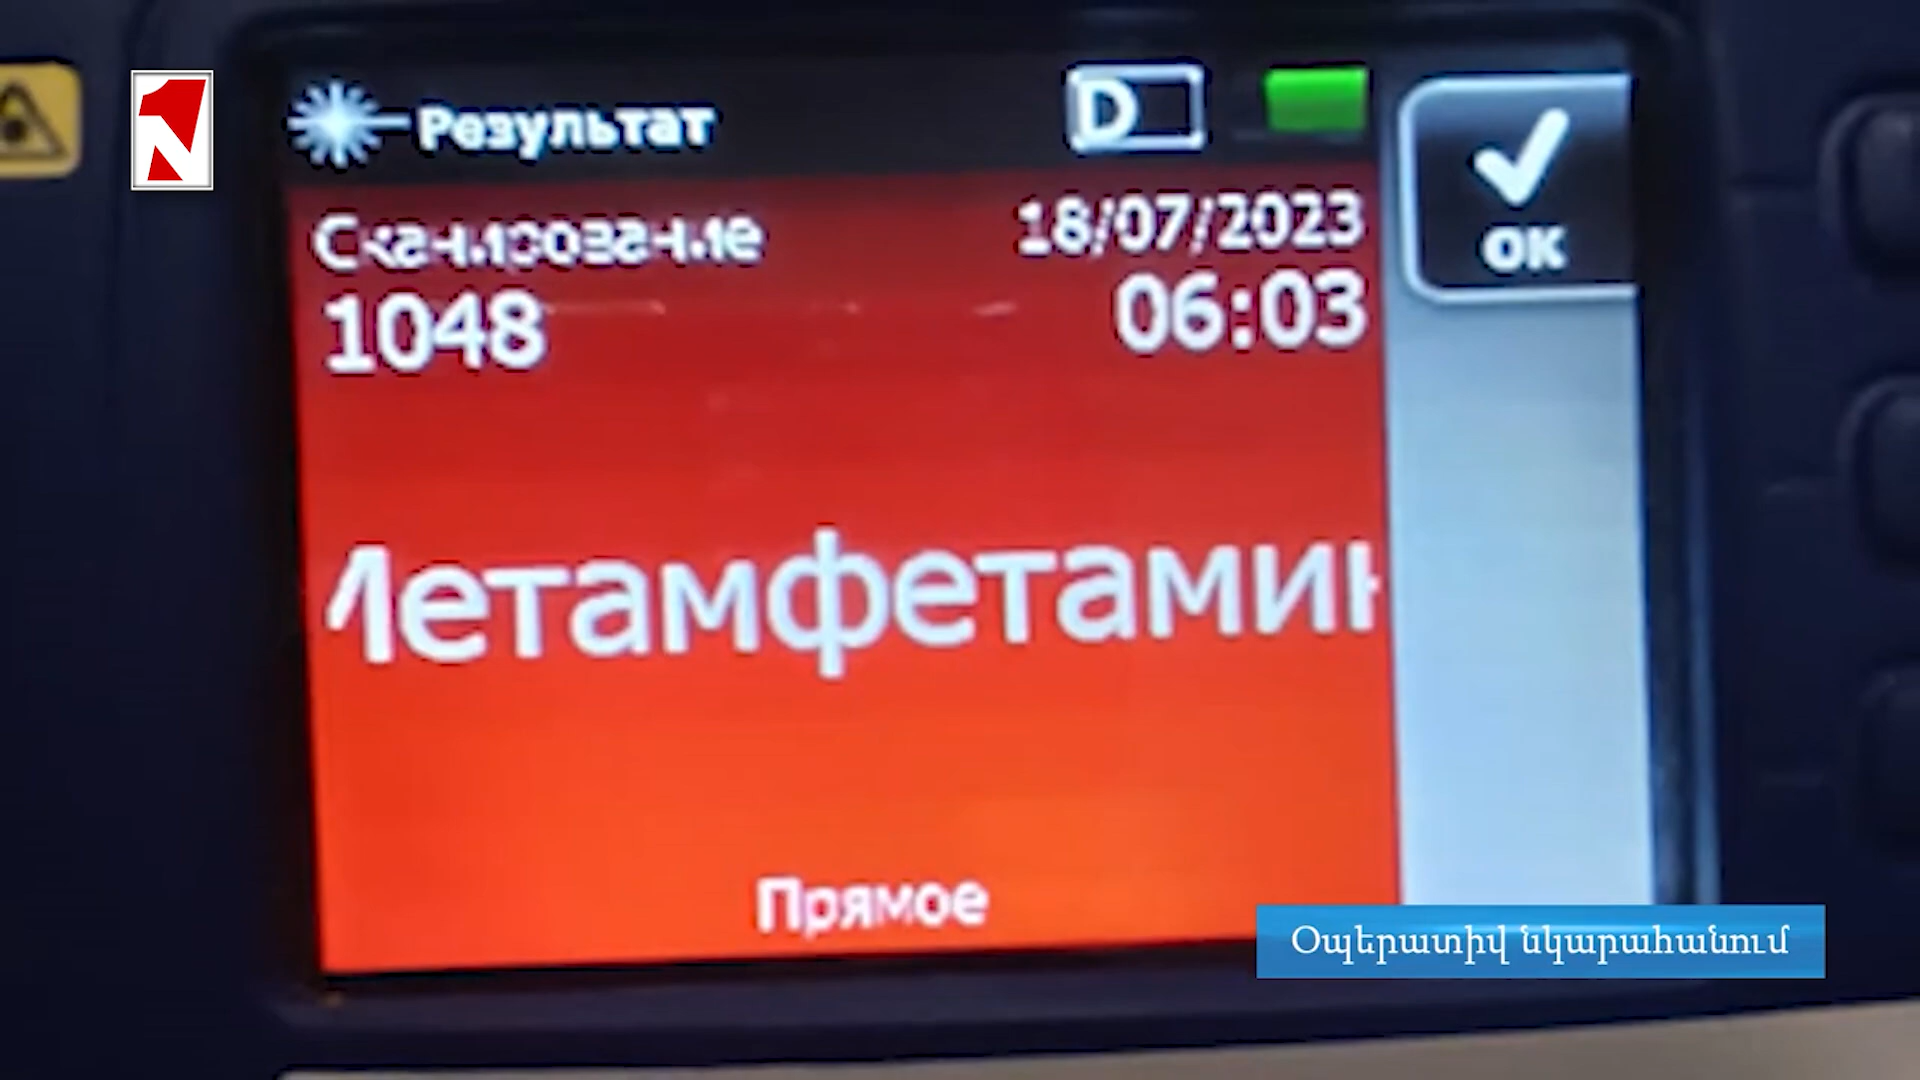 Результат
D
OK
Сканирование
18/07/2023
1048
06:03
Метамфетамин
Прямое
Օպերատիվ նկարահանում